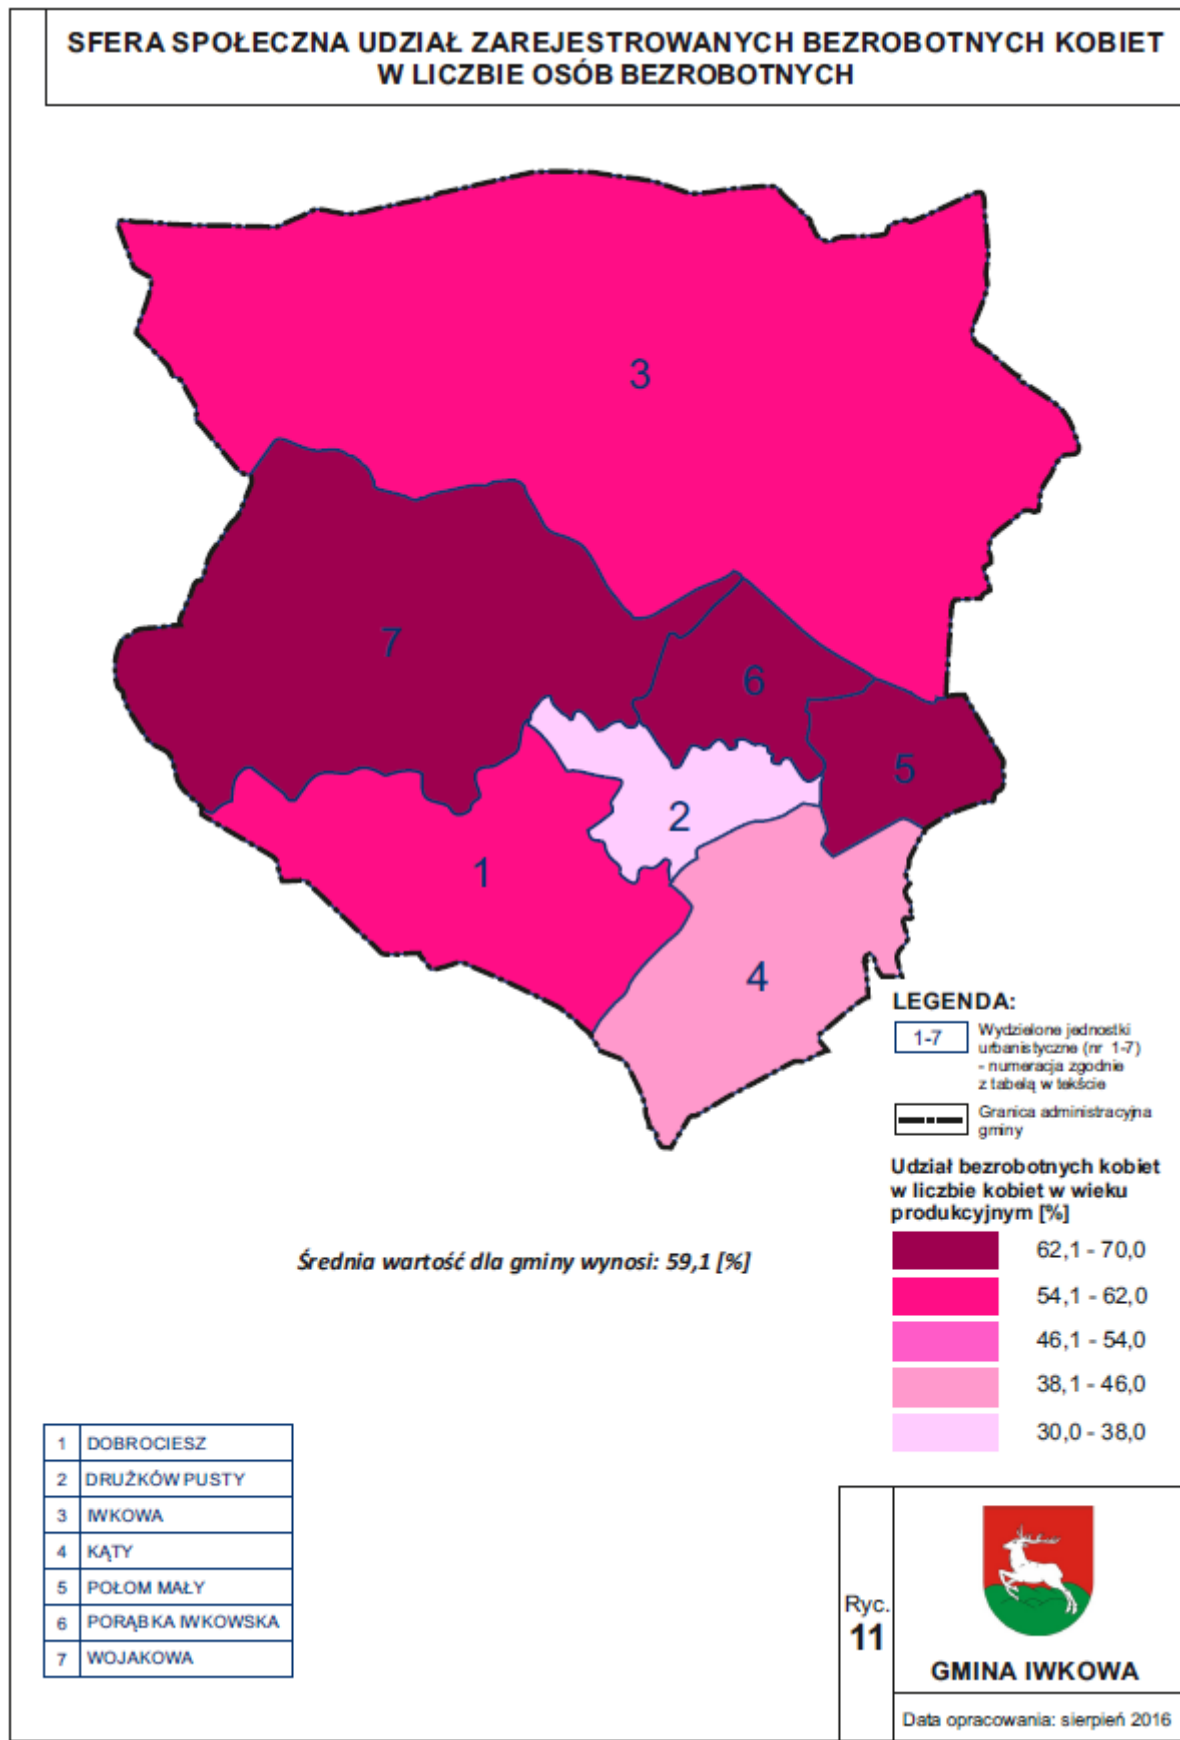 SFERA SPOŁECZNA UDZIAŁ ZAREJESTROWANYCH BEZROBOTNYCH KOBIET
W LICZBIE OSÓB BEZROBOTNYCH
3
7
6
5
2
1
4
LEGENDA:
1-7
Wydzielone jednostki
urbanistyczne (nr 1-7)
- numeracja zgodnie
z tabelą w tekście
Granica administracyjna
gminy
Udział bezrobotnych kobiet
w liczbie kobiet w wieku
produkcyjnym [%]
62,1 - 70,0
54,1 - 62,0
46,1 - 54,0
38,1 - 46,0
30,0 - 38,0
Średnia wartość dla gminy wynosi: 59,1 [%]
1 DOBROCIESZ
2 DRUŻKÓW PUSTY
3 IWKOWA
4 KĄTY
5 POŁOM MAŁY
6 PORĄBKA IWKOWSKA
7 WOJAKOWA
Ryc.
11
GMINA IWKOWA
Data opracowania: sierpień 2016